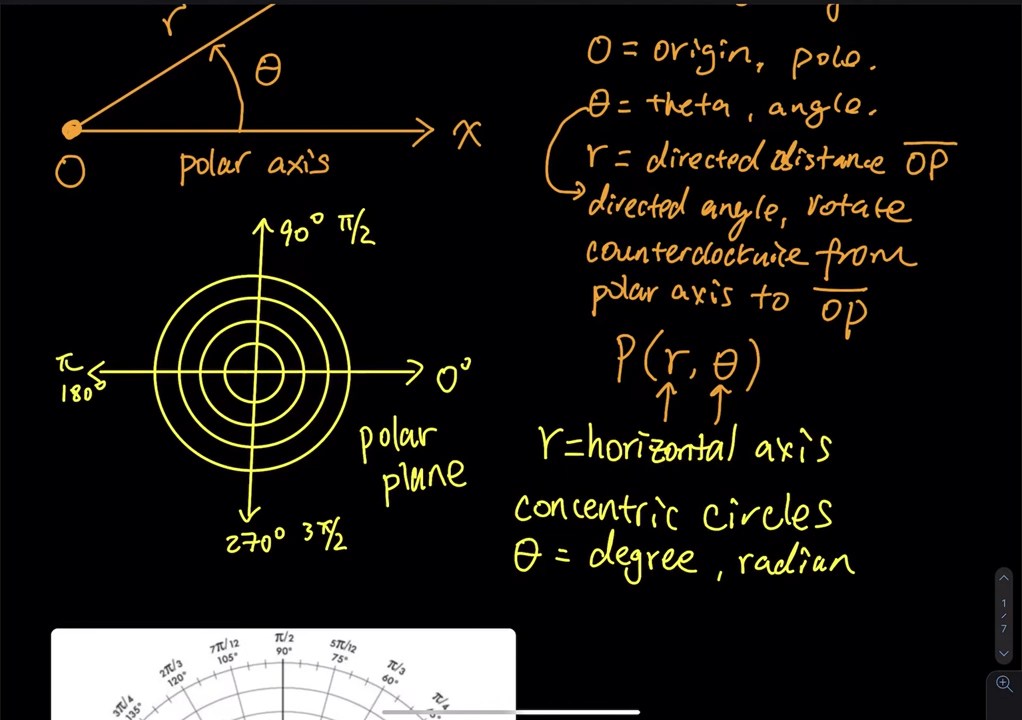 r
θ
x
O
polar axis
O = origin, pole.
θ = theta, angle.
r = directed distance OP
directed angle, rotate
counterclockwise from
polar axis to OP
P(r, θ)
90° π/2
π
180°
0°
polar
plane
270° 3π/2
r=horizontal axis
concentric circles
θ = degree, radian
π/2
90°
7π/12
105°
5π/12
75°
2π/3
120°
π/3
60°
3π/4
135°
π/4
1
/
7